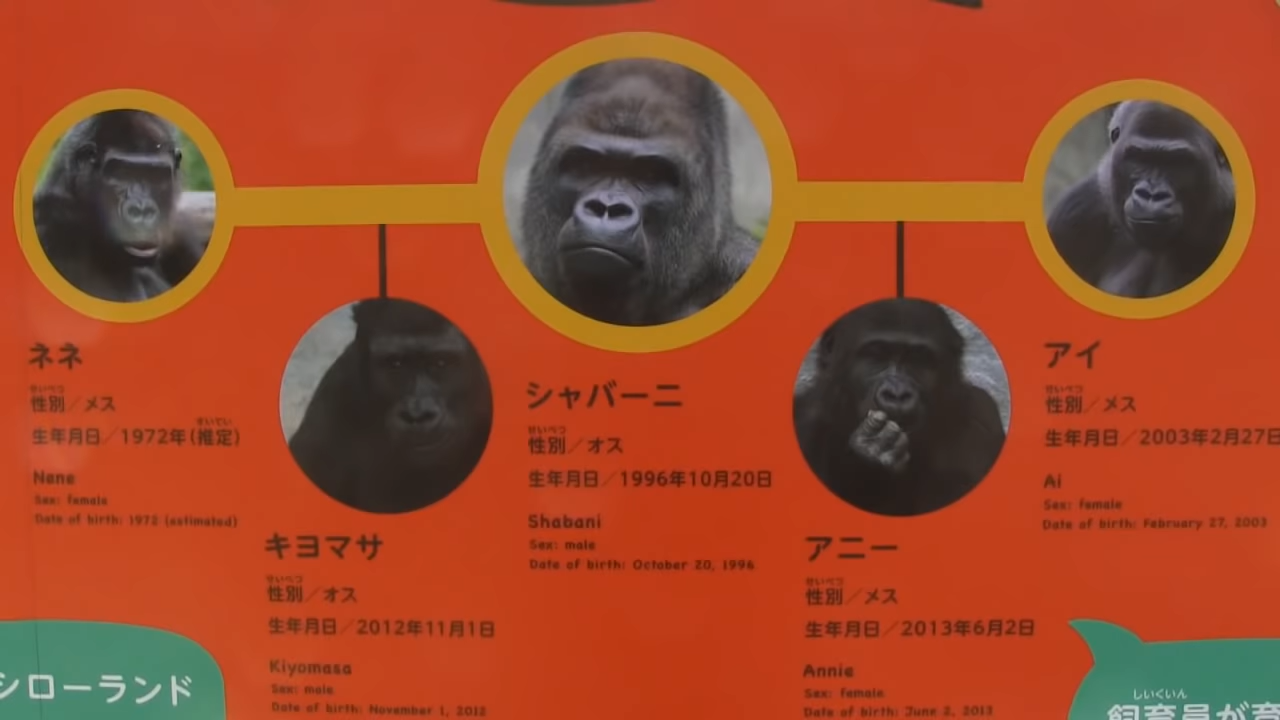 ネネ
せいべつ
性別／メス
すいてい
生年月日／1972年(推定)
Nene
Sex: female
Date of birth: 1972 (estimated)
キヨマサ
せいべつ
性別／オス
生年月日／2012年11月1日
Kiyomasa
Sex: male
Date of birth: November 1, 2012
シャバーニ
せいべつ
性別／オス
生年月日／1996年10月20日
Shabani
Sex: male
Date of birth: October 20, 1996
アニー
せいべつ
性別／メス
生年月日／2013年6月2日
Annie
Sex: female
Date of birth: June 2, 2013
アイ
せいべつ
性別／メス
生年月日／2003年2月27日
Ai
Sex: female
Date of birth: February 27, 2003
シローランド
しいくいん
飼育員が育